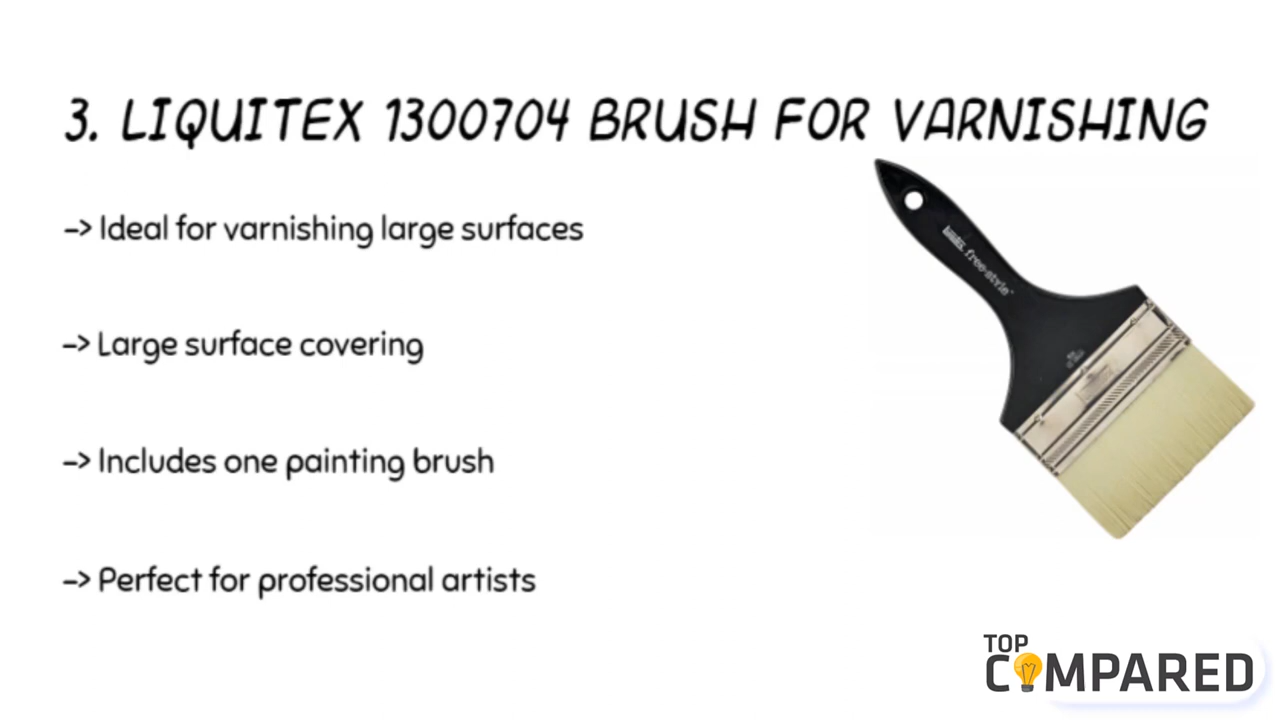 3. LIQUITEX 1300704 BRUSH FOR VARNISHING
-> Ideal for varnishing large surfaces
free-style
-> Large surface covering
-> Includes one painting brush
-> Perfect for professional artists
TOP
COMPARED